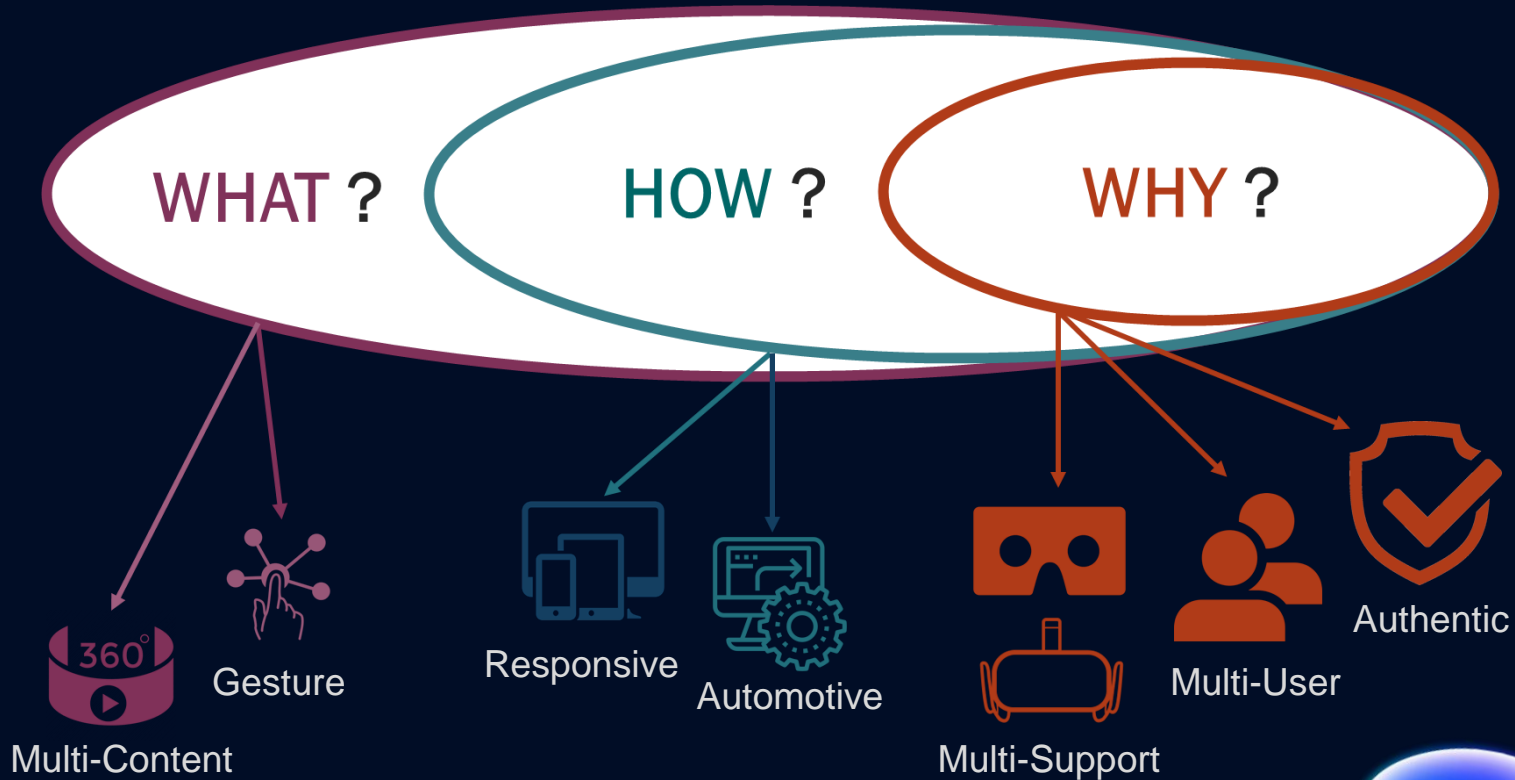 WHAT ?
HOW ?
WHY ?
360°
Gesture
Multi-Content
Responsive
Automotive
Multi-Support
Multi-User
Authentic